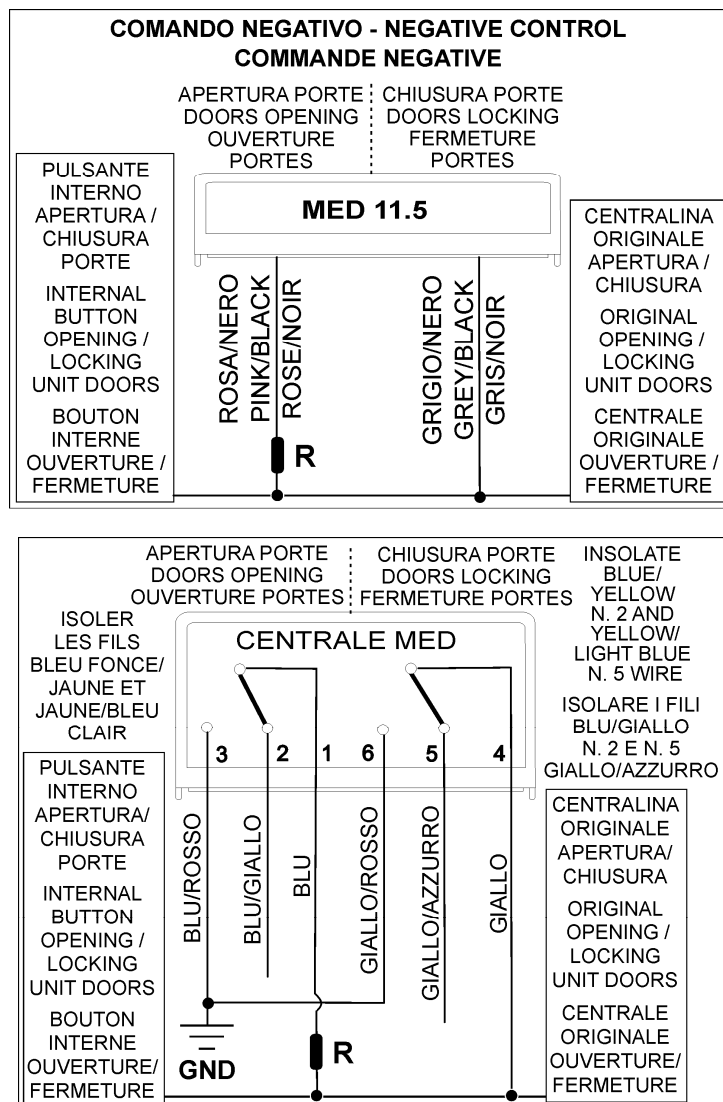 COMANDO NEGATIVO - NEGATIVE CONTROL
COMMANDE NEGATIVE
APERTURA PORTE
DOORS OPENING
OUVERTURE
PORTES
CHIUSURA PORTE
DOORS LOCKING
FERMETURE
PORTES
PULSANTE
INTERNO
APERTURA /
CHIUSURA
PORTE
INTERNAL
BUTTON
OPENING /
LOCKING
UNIT DOORS
BOUTON
INTERNE
OUVERTURE /
FERMETURE
MED 11.5
ROSA/NERO
PINK/BLACK
ROSE/NOIR
R
GRIGIO/NERO
GREY/BLACK
GRIS/NOIR
CENTRALINA
ORIGINALE
APERTURA /
CHIUSURA
ORIGINAL
OPENING /
LOCKING
UNIT DOORS
CENTRALE
ORIGINALE
OUVERTURE /
FERMETURE
APERTURA PORTE
DOORS OPENING
OUVERTURE PORTES
CHIUSURA PORTE
DOORS LOCKING
FERMETURE PORTES
INSOLATE
BLUE/
YELLOW
N. 2 AND
YELLOW/
LIGHT BLUE
N. 5 WIRE
ISOLARE I FILI
BLU/GIALLO
N. 2 E N. 5
GIALLO/AZZURRO
ISOLER
LES FILS
BLEU FONCE/
JAUNE ET
JAUNE/BLEU
CLAIR
CENTRALE MED
3 2 1 6 5 4
PULSANTE
INTERNO
APERTURA/
CHIUSURA
PORTE
INTERNAL
BUTTON
OPENING /
LOCKING
UNIT DOORS
BOUTON
INTERNE
OUVERTURE/
FERMETURE
BLU/ROSSO
BLU/GIALLO
BLU
GIALLO/ROSSO
GIALLO/AZZURRO
GIALLO
GND
R
CENTRALINA
ORIGINALE
APERTURA/
CHIUSURA
ORIGINAL
OPENING /
LOCKING
UNIT DOORS
CENTRALE
ORIGINALE
OUVERTURE/
FERMETURE